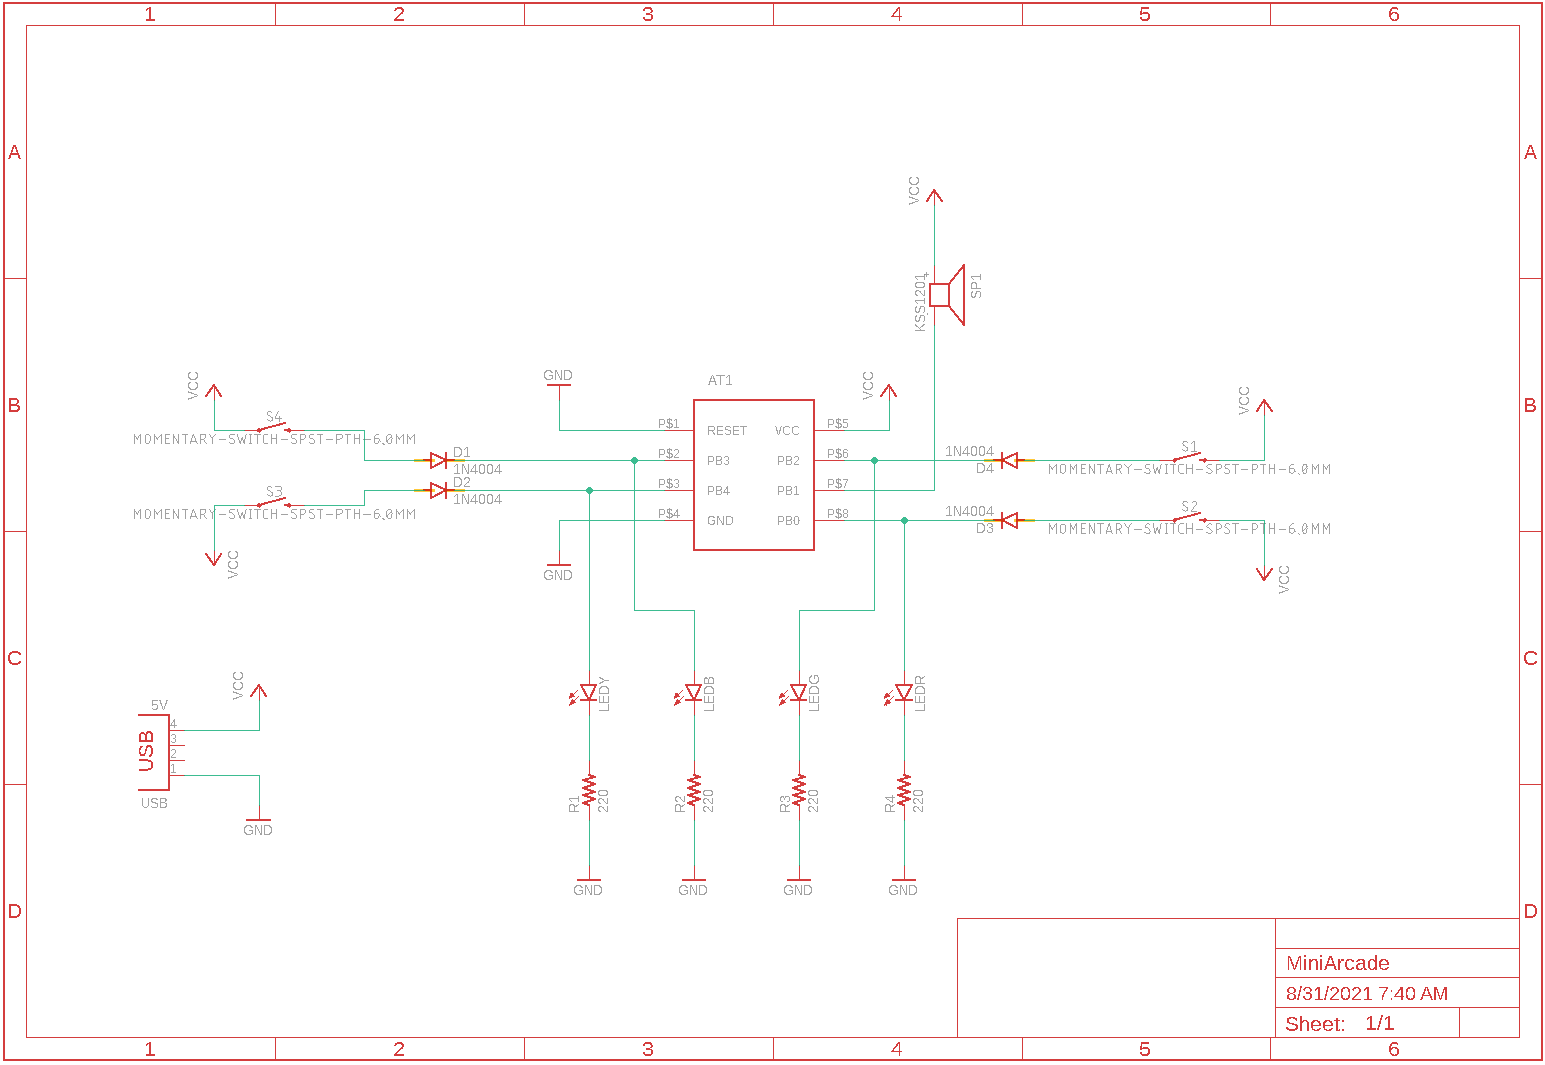 1 2 3 4 5 6
A A
VCC
KSS1201
+
SP1
B B
VCC
S4
MOMENTARY-SWITCH-SPST-PTH-6.0MM
D1
1N4004
S3
MOMENTARY-SWITCH-SPST-PTH-6.0MM
D2
1N4004
VCC
GND
AT1
P$1 RESET VCC P$5
P$2 PB3 PB2 P$6
P$3 PB4 PB1 P$7
P$4 GND PB0 P$8
GND
VCC
VCC
1N4004
D4
S1
MOMENTARY-SWITCH-SPST-PTH-6.0MM
1N4004
D3
S2
MOMENTARY-SWITCH-SPST-PTH-6.0MM
VCC
C C
VCC
5V
USB
4
3
2
1
USB
GND
LEDY LEDB LEDG LEDR
R1 220 R2 220 R3 220 R4 220
GND GND GND GND
D D
MiniArcade
8/31/2021 7:40 AM
Sheet: 1/1
1 2 3 4 5 6